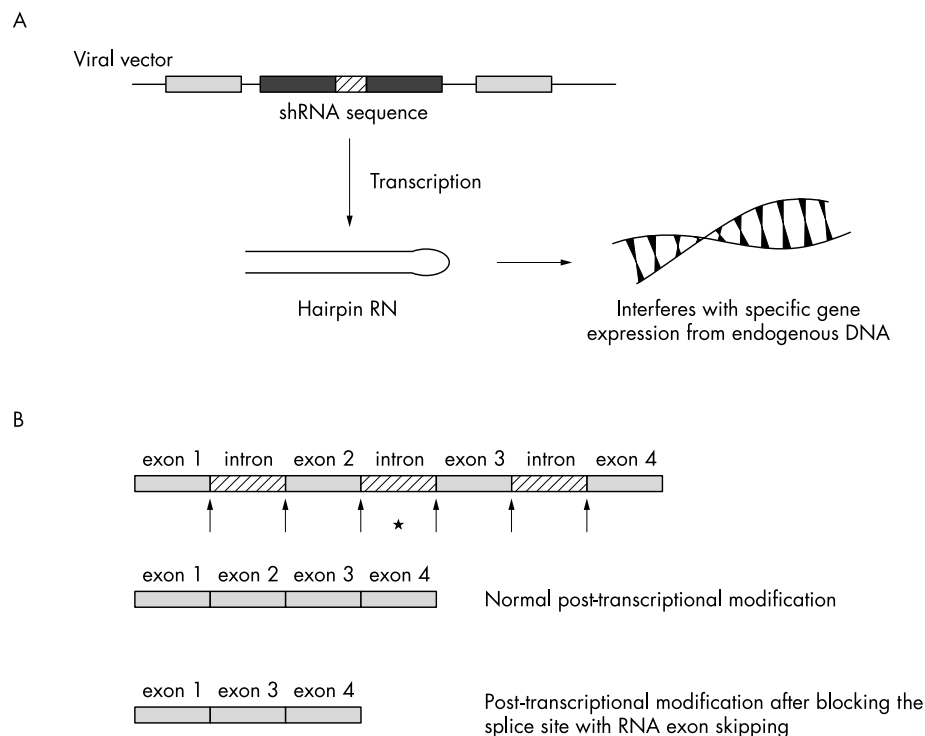 A
Viral vector
shRNA sequence
Transcription
Hairpin RN
Interferes with specific gene
expression from endogenous DNA
B
exon 1 intron exon 2 intron exon 3 intron exon 4
exon 1 exon 2 exon 3 exon 4
Normal post-transcriptional modification
exon 1 exon 3 exon 4
Post-transcriptional modification after blocking the
splice site with RNA exon skipping